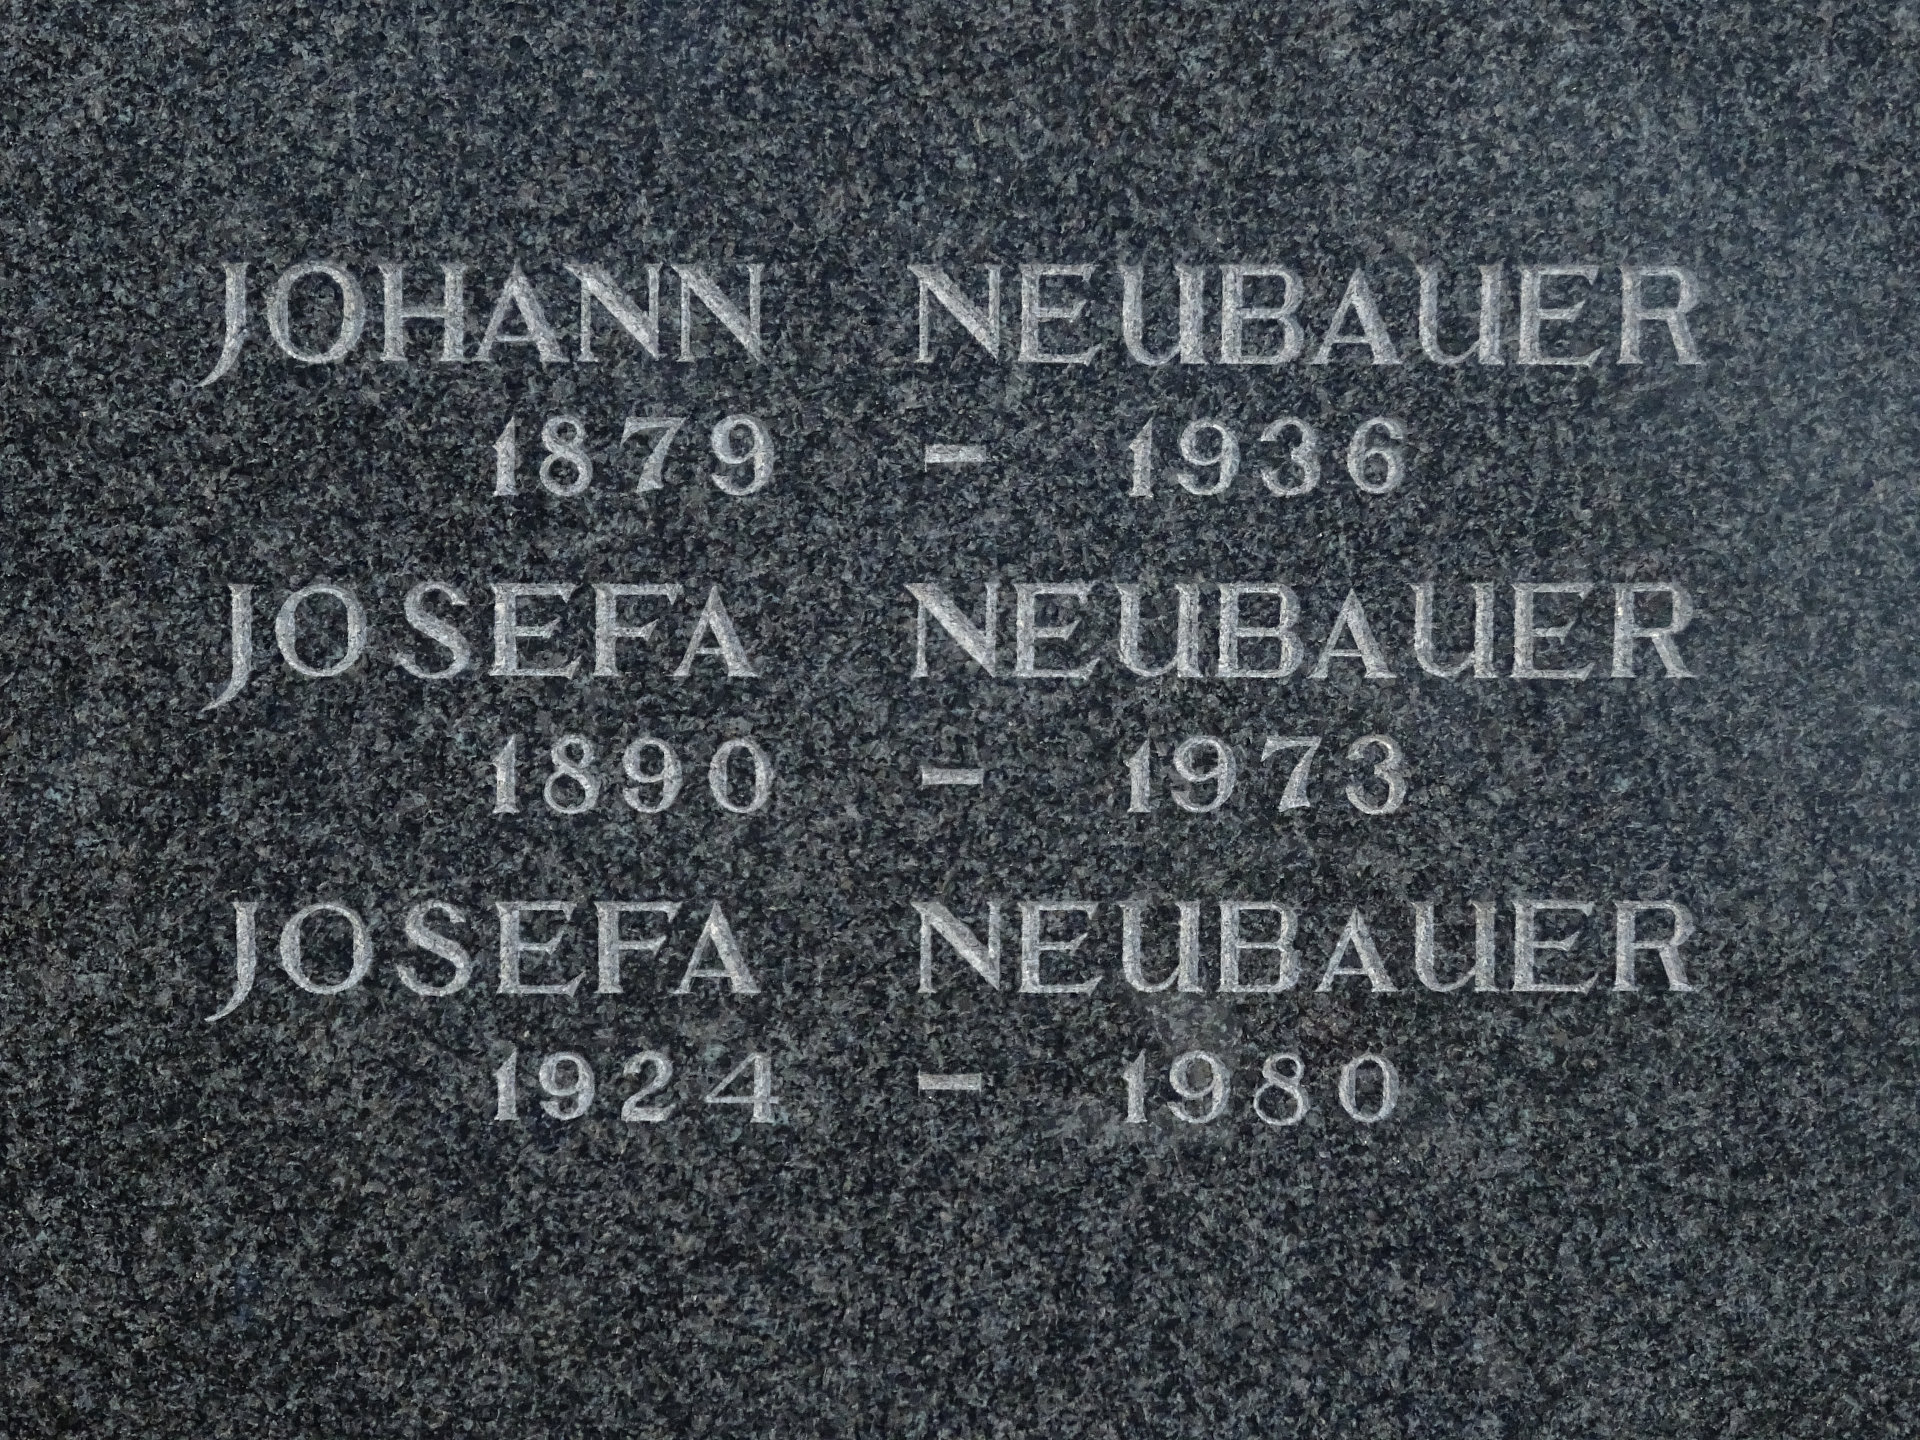 JOHANN NEUBAUER
1879 - 1936
JOSEFA NEUBAUER
1890 - 1973
JOSEFA NEUBAUER
1924 - 1980